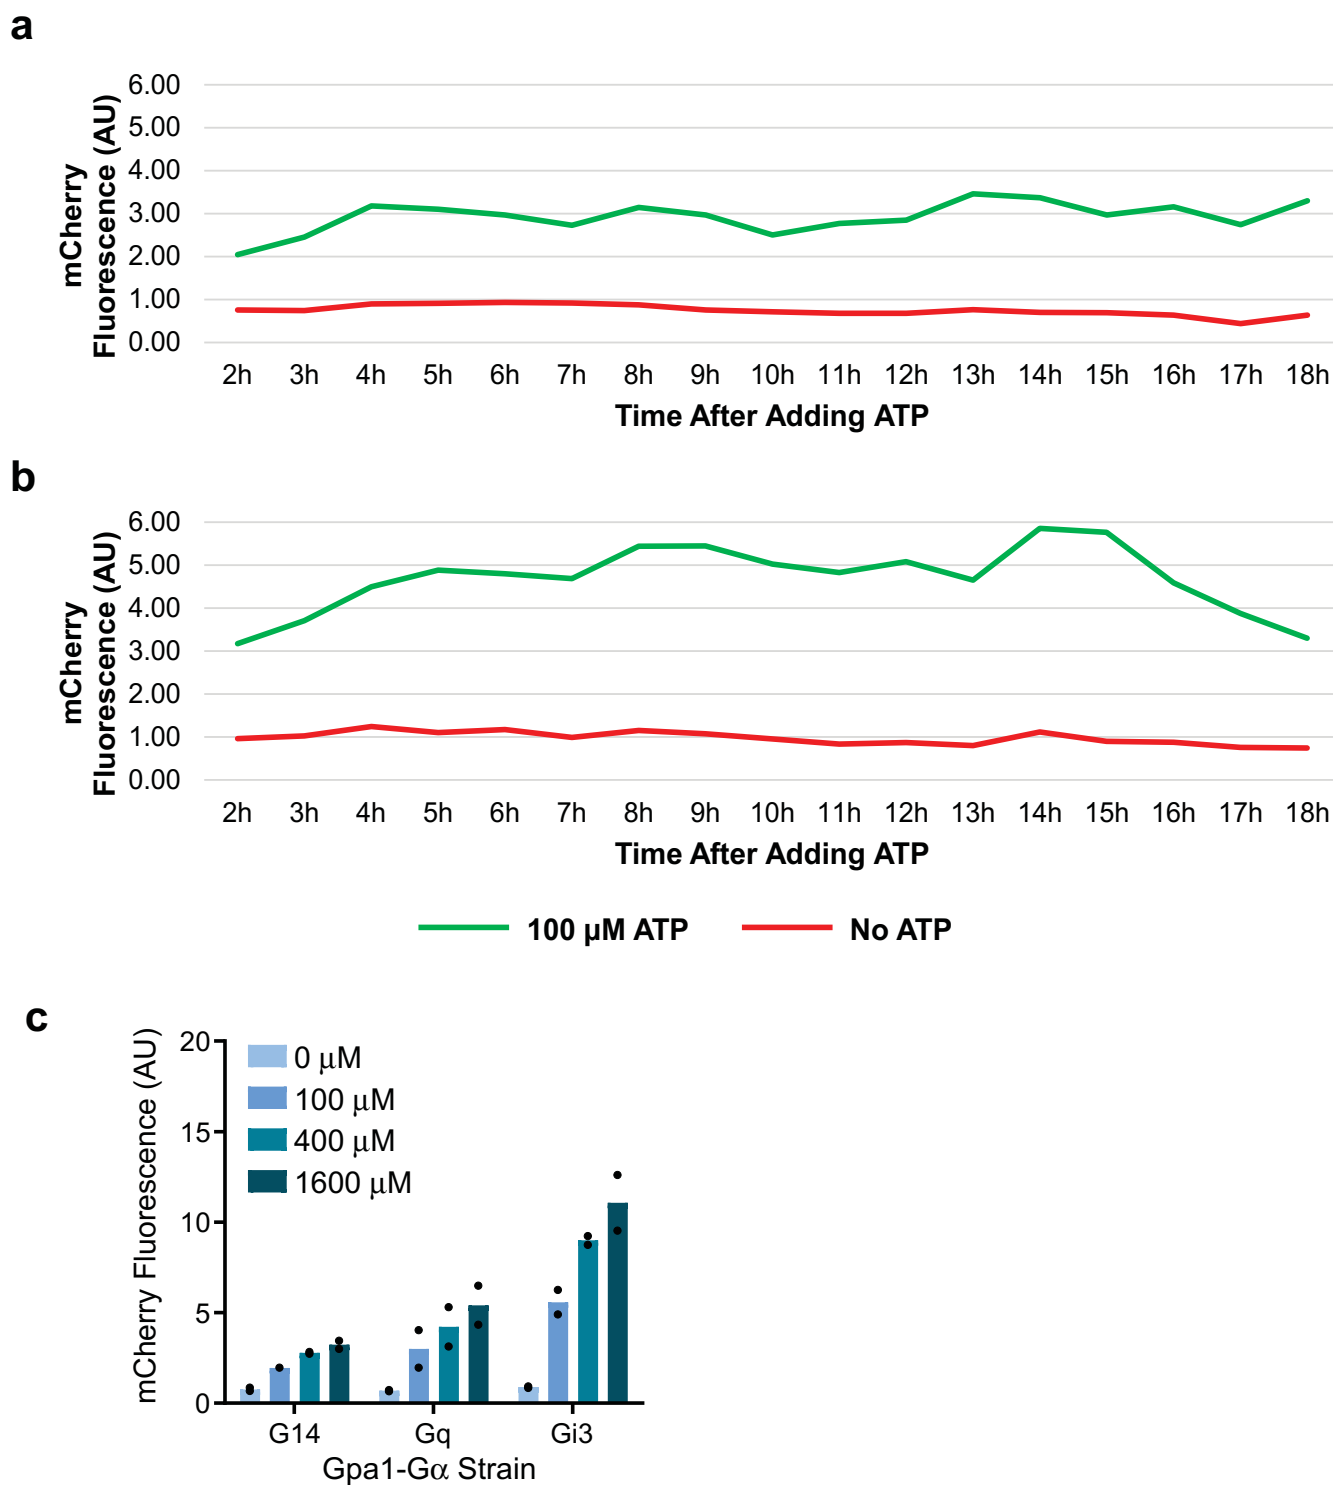 a
6.00
5.00
4.00
3.00
2.00
1.00
0.00
mCherry
Fluorescence (AU)
2h 3h 4h 5h 6h 7h 8h 9h 10h 11h 12h 13h 14h 15h 16h 17h 18h
Time After Adding ATP
b
6.00
5.00
4.00
3.00
2.00
1.00
0.00
mCherry
Fluorescence (AU)
2h 3h 4h 5h 6h 7h 8h 9h 10h 11h 12h 13h 14h 15h 16h 17h 18h
Time After Adding ATP
100 µM ATP No ATP
c
mCherry Fluorescence (AU)
20
15
10
5
0
0 µM
100 µM
400 µM
1600 µM
G14 Gq Gi3
Gpa1-Gα Strain